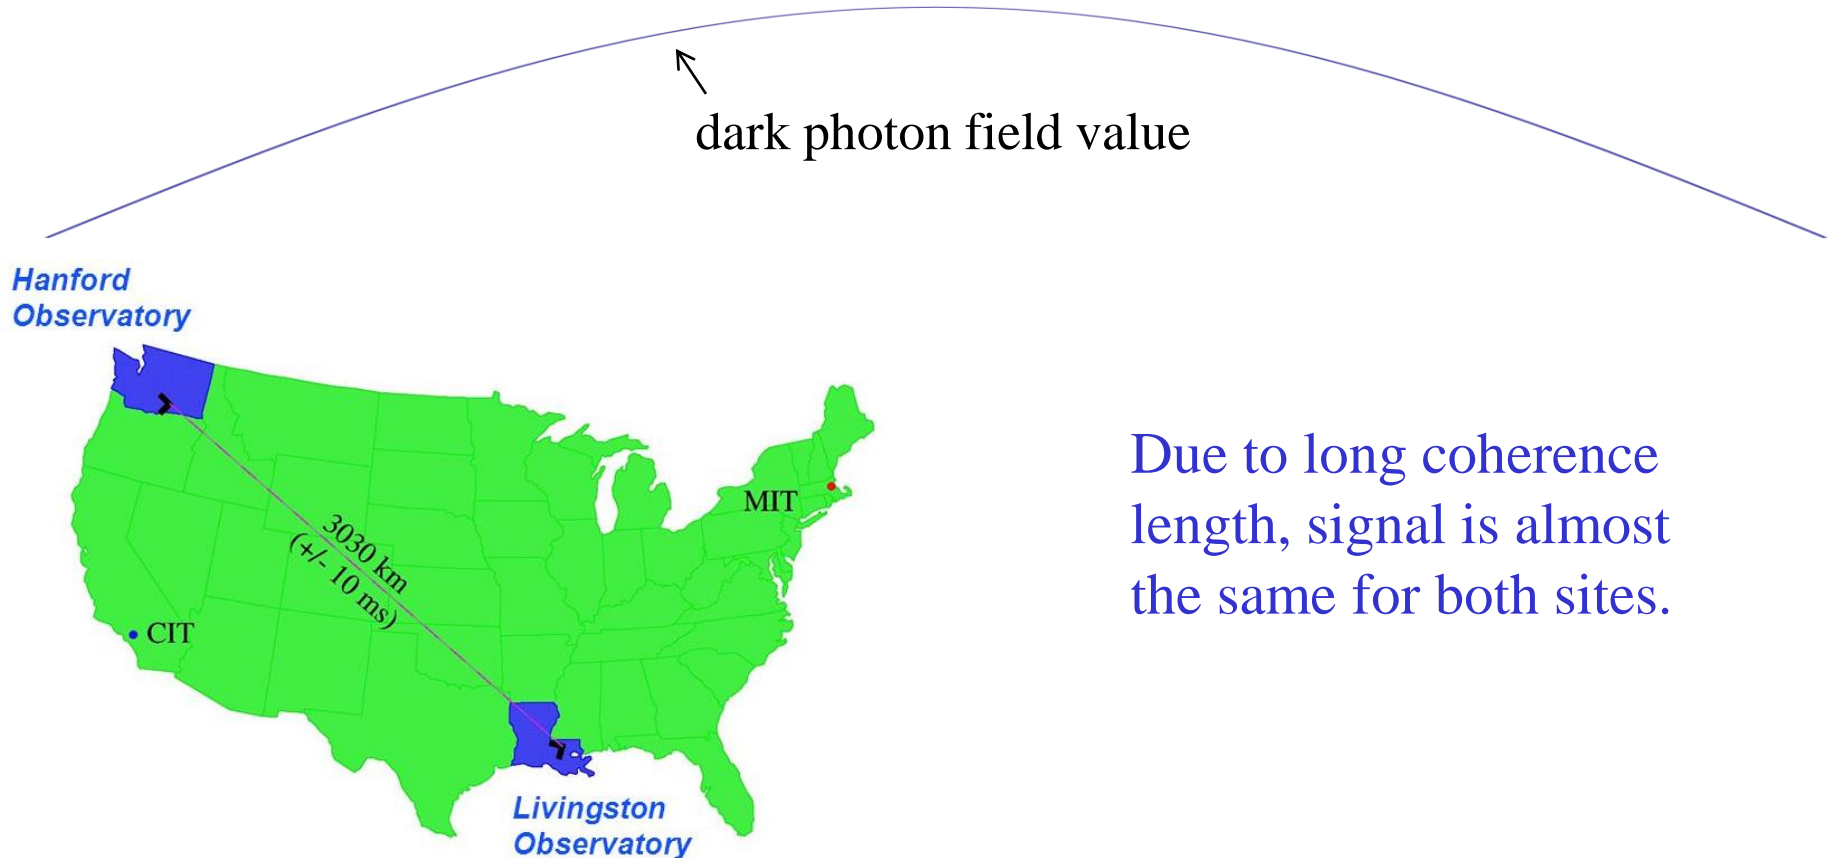 dark photon field value
Hanford
Observatory
MIT
3030 km
(+/- 10 ms)
CIT
Livingston
Observatory
Due to long coherence
length, signal is almost
the same for both sites.